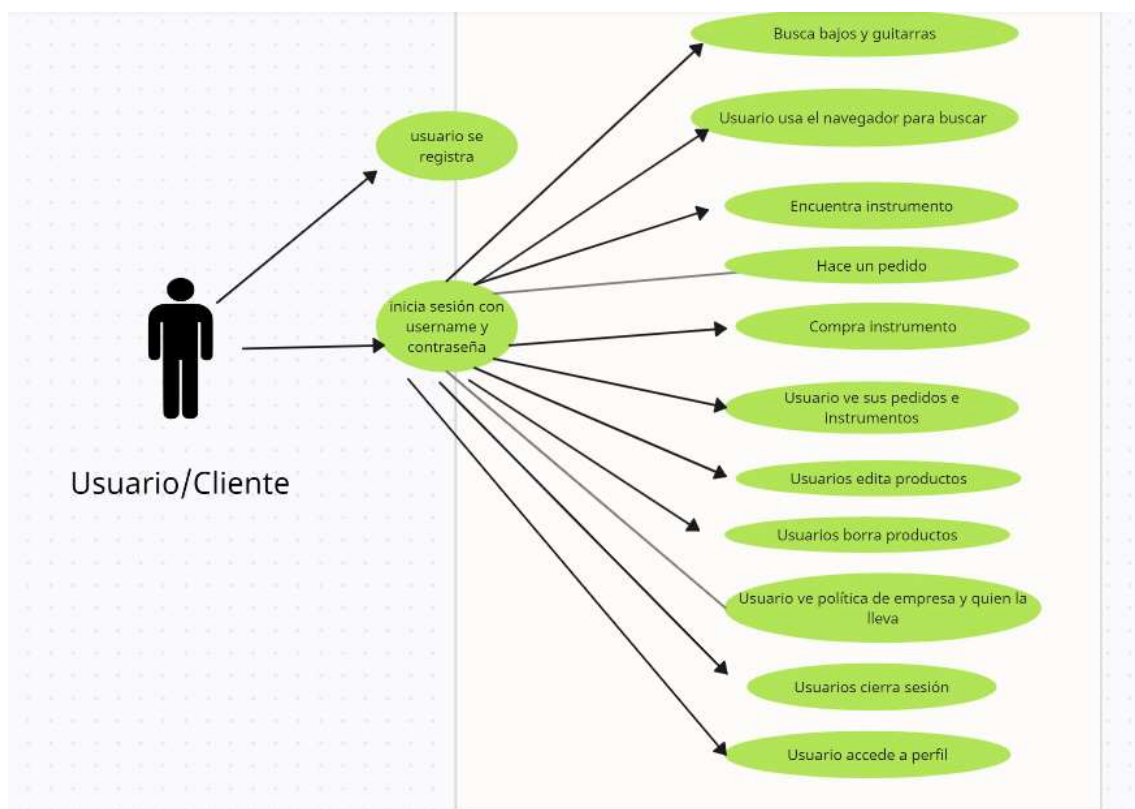 Busca bajos y guitarras
Usuario usa el navegador para buscar
usuario se
registra
Encuentra instrumento
Hace un pedido
inicia sesión con
username y
contraseña
Compra instrumento
Usuario ve sus pedidos e
instrumentos
Usuario/Cliente
Usuarios edita productos
Usuarios borra productos
Usuario ve política de empresa y quien la
lleva
Usuarios cierra sesión
Usuario accede a perfil